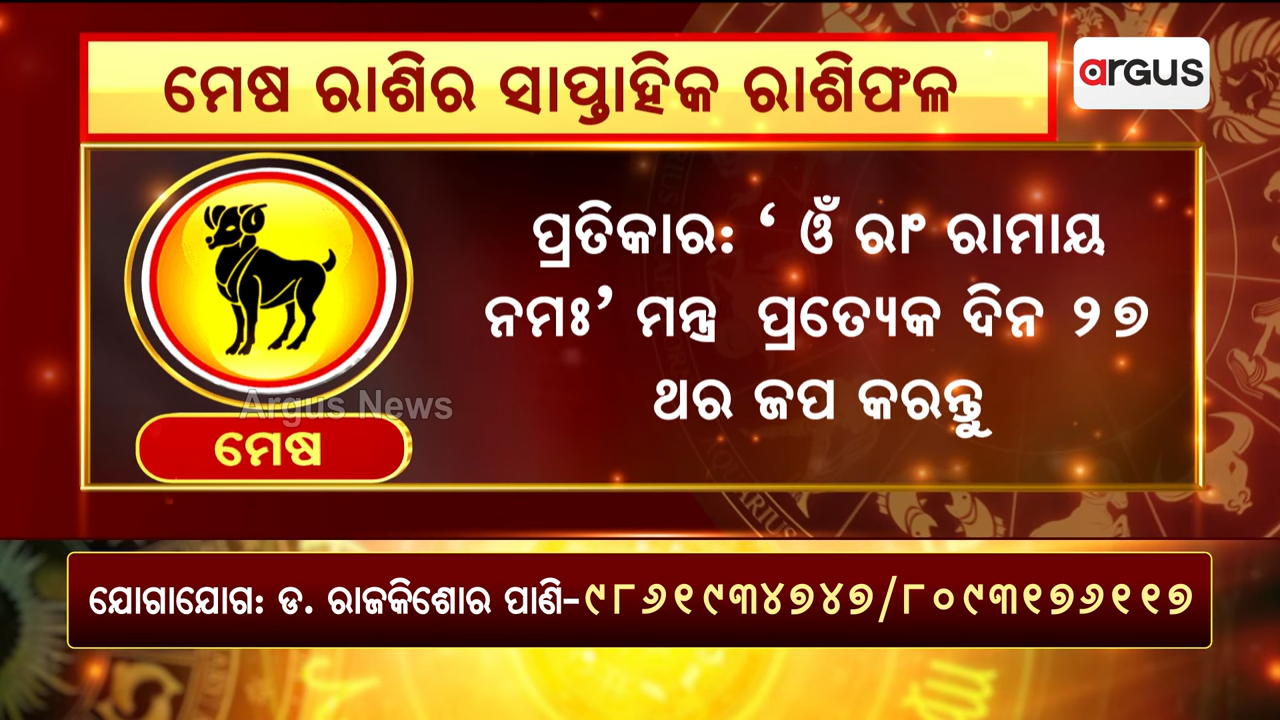 ମେଷ ରାଶିର ସାପ୍ତାହିକ ରାଶିଫଳ
argus
ପ୍ରତିକାର: ‘ ଓଁ ରାଂ ରାମାୟ
ନମଃ’ ମନ୍ତ୍ର ପ୍ରତ୍ୟେକ ଦିନ ୨୭
ଥର ଜପ କରନ୍ତୁ
Argus News
ମେଷ
ଯୋଗାଯୋଗ: ଡ. ରାଜକିଶୋର ପାଣି-୯୮୬୧୯୩୪୭୪୭/୮୦୯୩୧୭୬୧୧୭